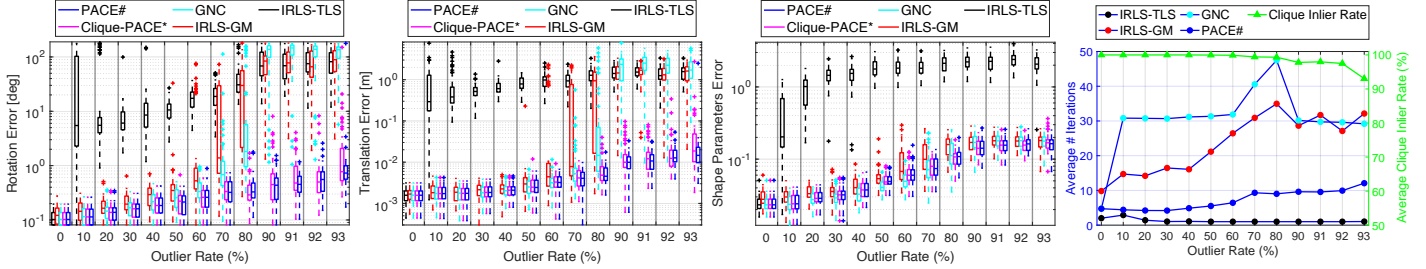 PACE# GNC IRLS-TLS
Clique-PACE* IRLS-GM
Rotation Error [deg]
10²
10¹
10⁰
10⁻¹
0 10 20 30 40 50 60 70 80 90 91 92 93
Outlier Rate (%)
PACE# GNC IRLS-TLS
Clique-PACE* IRLS-GM
Translation Error [m]
10⁰
10⁻¹
10⁻²
10⁻³
0 10 20 30 40 50 60 70 80 90 91 92 93
Outlier Rate (%)
PACE# GNC IRLS-TLS
Clique-PACE* IRLS-GM
Shape Parameters Error
10⁰
10⁻¹
0 10 20 30 40 50 60 70 80 90 91 92 93
Outlier Rate (%)
IRLS-TLS GNC Clique Inlier Rate
IRLS-GM PACE#
Average # Iterations
50
40
30
20
10
0
0 10 20 30 40 50 60 70 80 90 91 92 93
Outlier Rate (%)
100
90
80
70
60
50
Average Clique Inlier Rate (%)